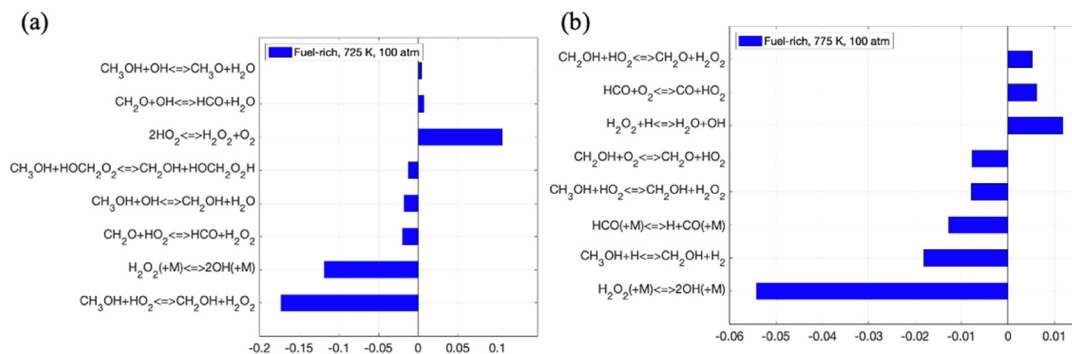 (a)
Fuel-rich, 725 K, 100 atm
CH₃OH+OH<=>CH₃O+H₂O
CH₂O+OH<=>HCO+H₂O
2HO₂<=>H₂O₂+O₂
CH₃OH+HOCH₂O₂<=>CH₂OH+HOCH₂O₂H
CH₃OH+OH<=>CH₂OH+H₂O
CH₂O+HO₂<=>HCO+H₂O₂
H₂O₂(+M)<=>2OH(+M)
CH₃OH+HO₂<=>CH₂OH+H₂O₂
-0.2 -0.15 -0.1 -0.05 0 0.05 0.1
(b)
Fuel-rich, 775 K, 100 atm
CH₂OH+HO₂<=>CH₂O+H₂O₂
HCO+O₂<=>CO+HO₂
H₂O₂+H<=>H₂O+OH
CH₂OH+O₂<=>CH₂O+HO₂
CH₃OH+HO₂<=>CH₂OH+H₂O₂
HCO(+M)<=>H+CO(+M)
CH₃OH+H<=>CH₂OH+H₂
H₂O₂(+M)<=>2OH(+M)
-0.06 -0.05 -0.04 -0.03 -0.02 -0.01 0 0.01